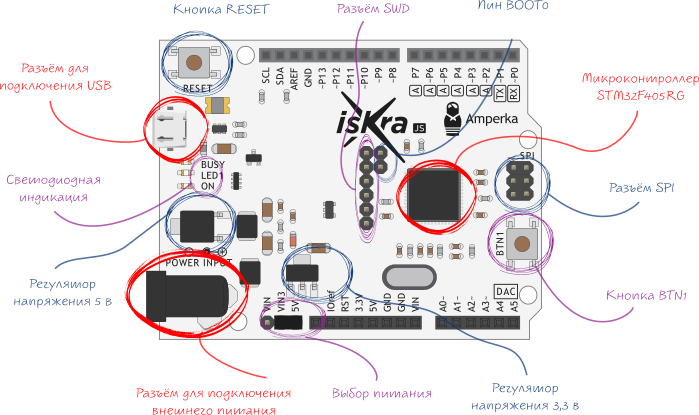 Кнопка RESET
Разъём SWD
Пин BOOT0
Разъём для
подключения USB
Микроконтроллер
STM32F405RG
RESET
SCL
SDA
AREF
GND
~P13
~P12
~P11
~P10
~P9
~P8
~P7
~P6
~P5
~P4
~P3
~P2
~P1
~P0
A
A
A
A
A
A
TX
RX
isKra JS
Amperka
BUSY
LED1
ON
Светодиодная
индикация
SPI
Разъём SPI
BTN1
POWER INPUT
Регулятор
напряжения 5 в
DAC
Кнопка BTN1
VIN
VIN3
5V
IOref
RST
3.3V
5V
GND
GND
VIN
A0~
A1~
A2~
A3~
A4
A5
Разъём для подключения
внешнего питания
Выбор питания
Регулятор
напряжения 3,3 в